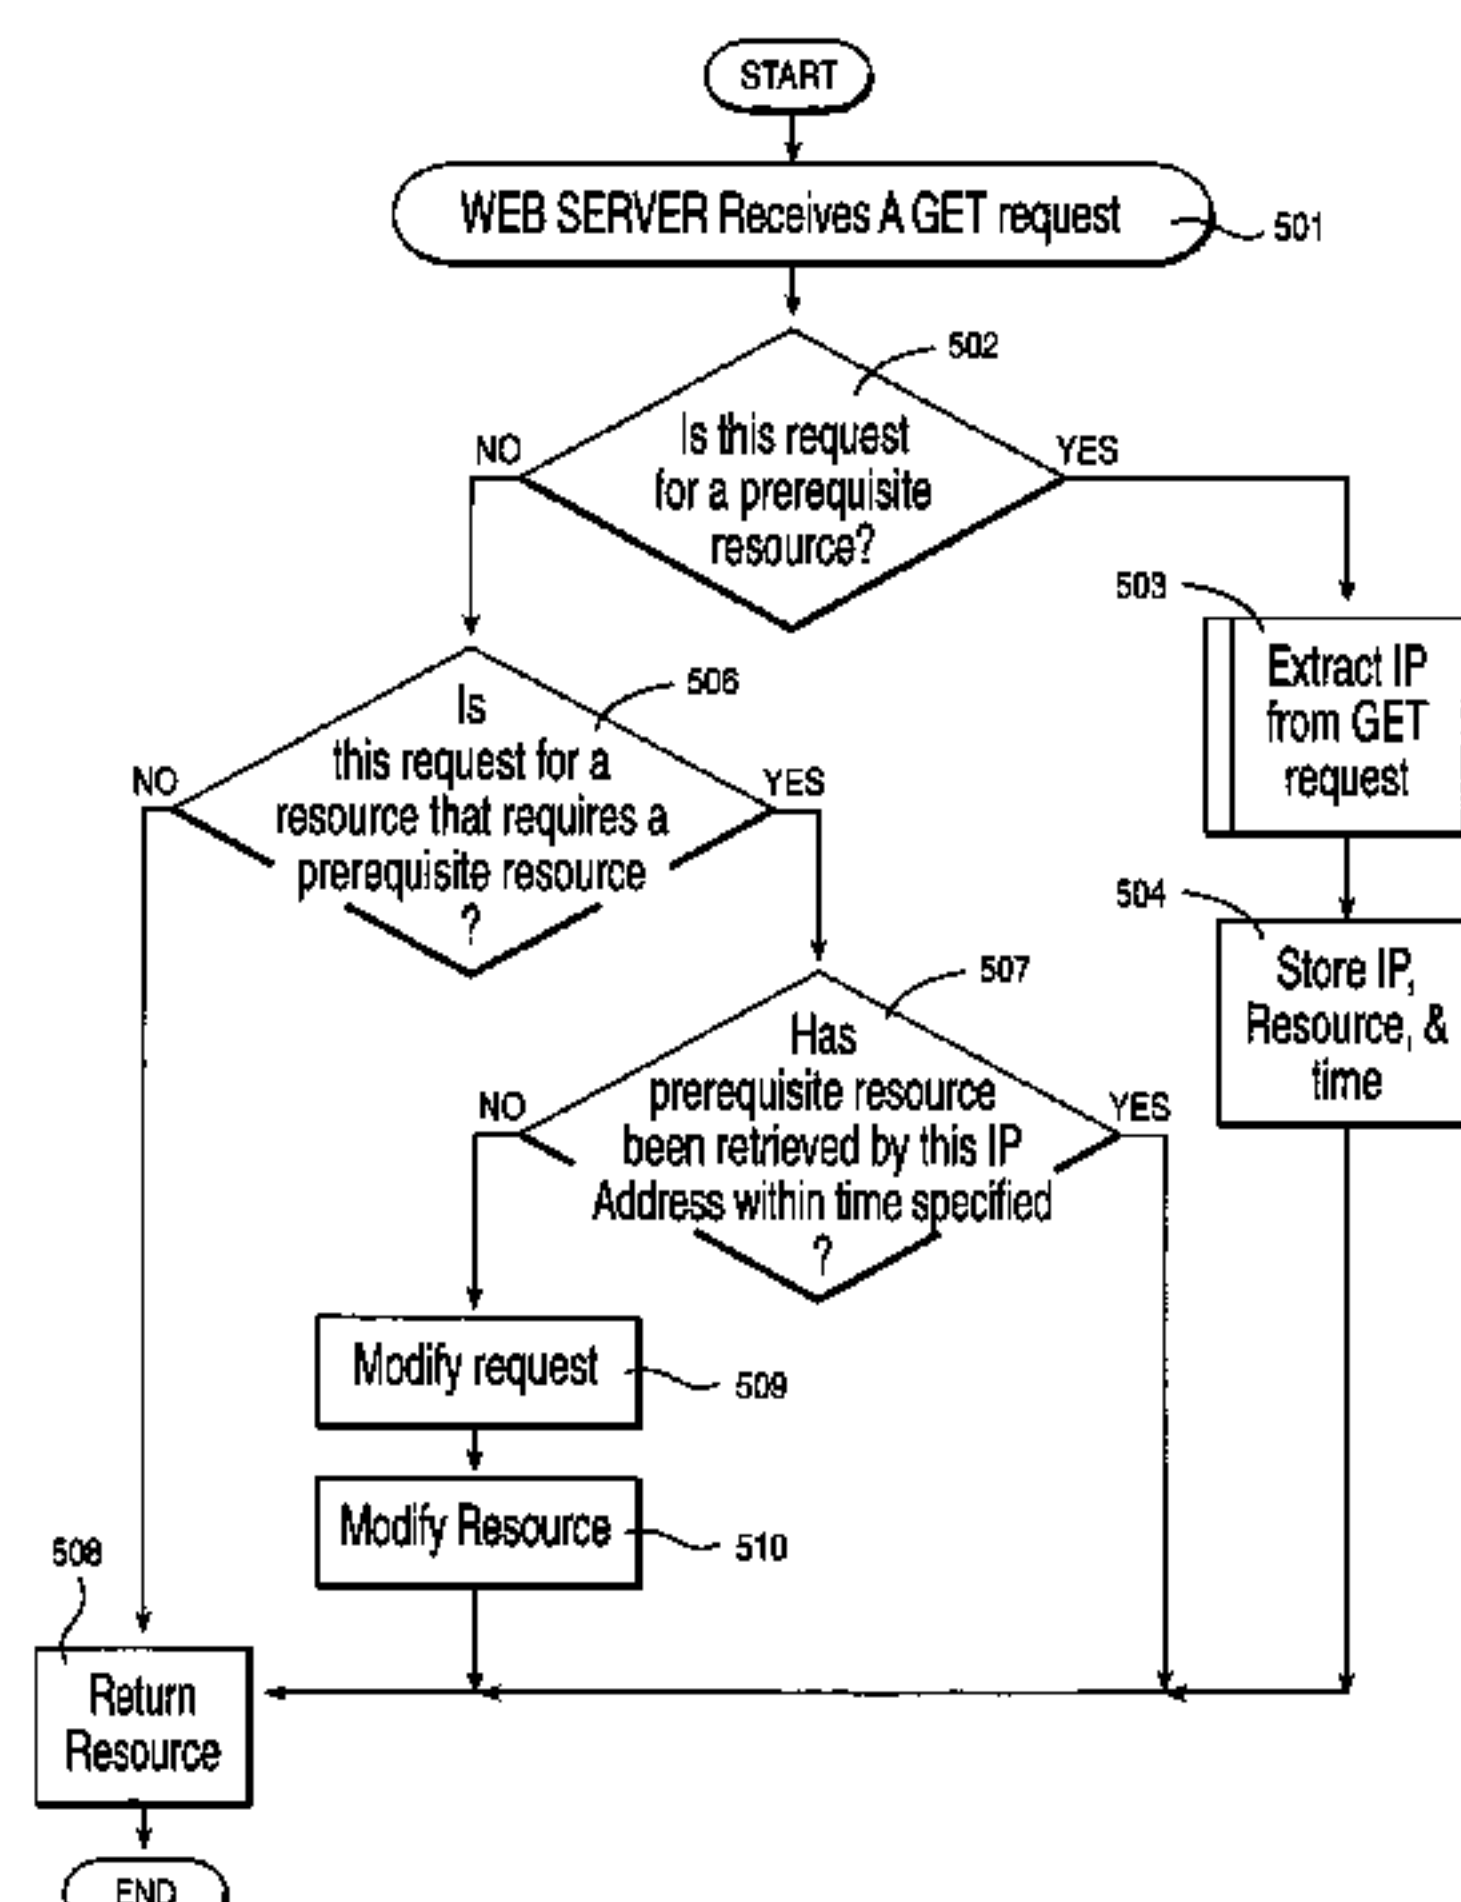 START
WEB SERVER Receives A GET request
501
502
Is this request
for a prerequisite
resource?
NO
YES
503
Extract IP
from GET
request
506
Is
this request for a
resource that requires a
prerequisite resource
?
NO
YES
504
Store IP,
Resource, &
time
507
Has
prerequisite resource
been retrieved by this IP
Address within time specified
?
NO
YES
Modify request
509
Modify Resource
510
508
Return
Resource
END